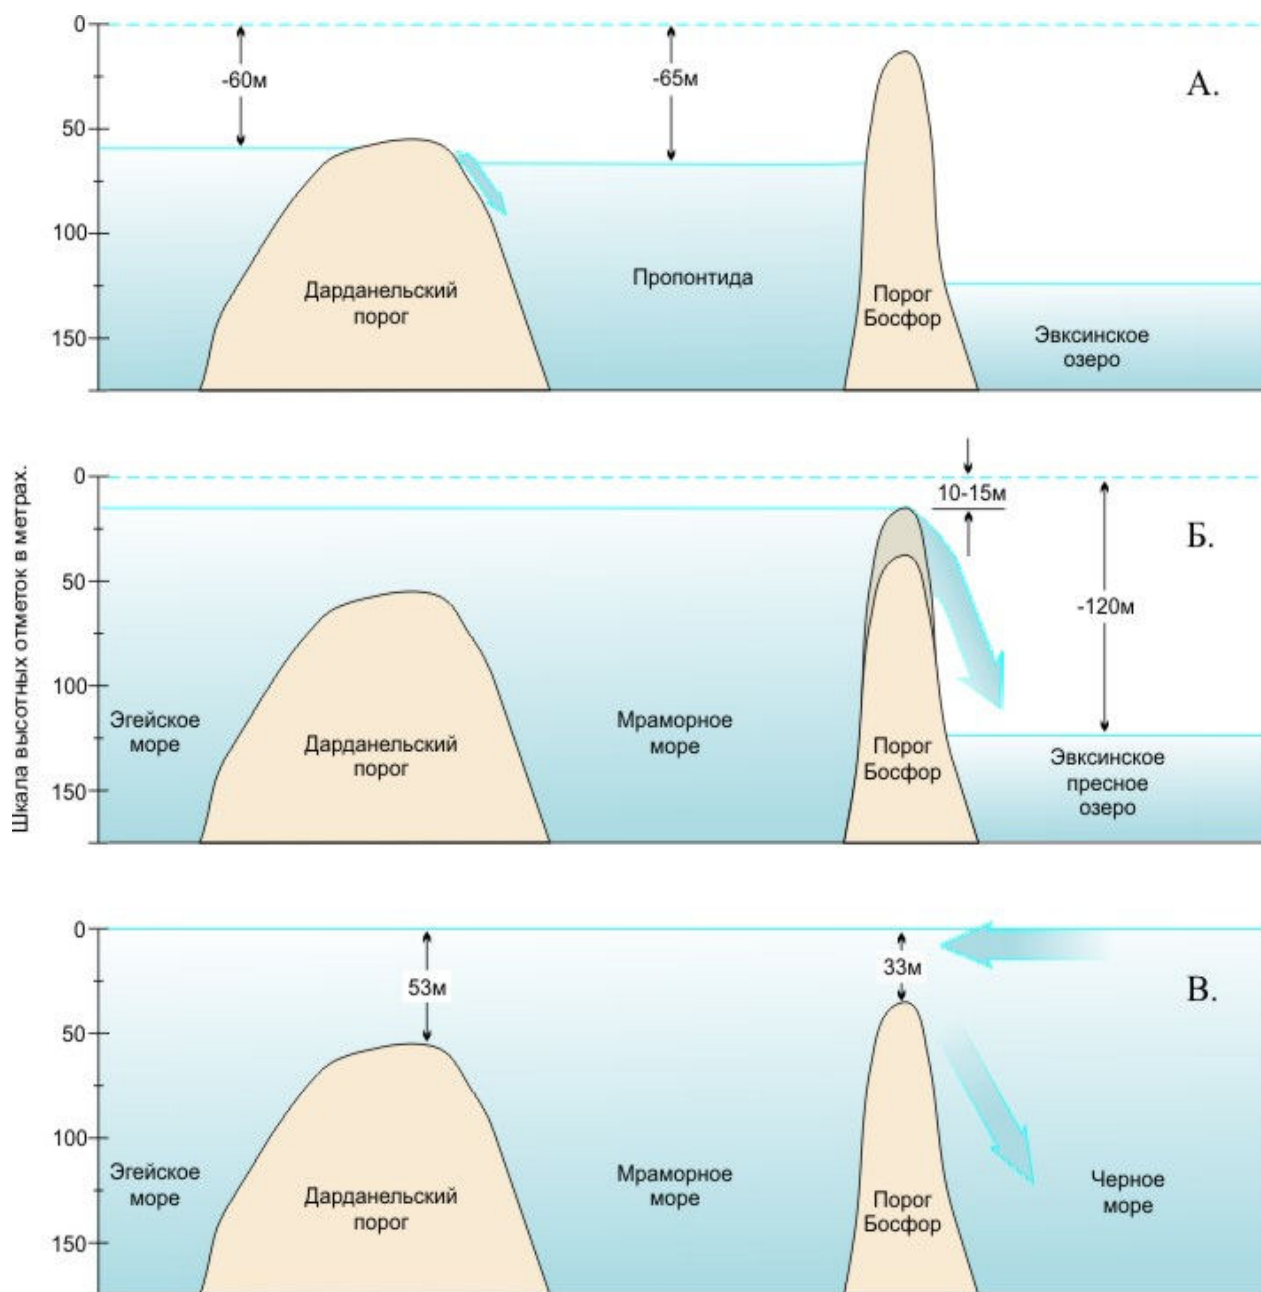 Шкала высотных отметок в метрах.
0
50
100
150
-60м
-65м
А.
Дарданельский
порог
Пропонтида
Порог
Босфор
Эвксинское
озеро
0
50
100
150
10-15м
Б.
-120м
Эгейское
море
Дарданельский
порог
Мраморное
море
Порог
Босфор
Эвксинское
пресное
озеро
0
50
100
150
53м
33м
В.
Эгейское
море
Дарданельский
порог
Мраморное
море
Порог
Босфор
Черное
море